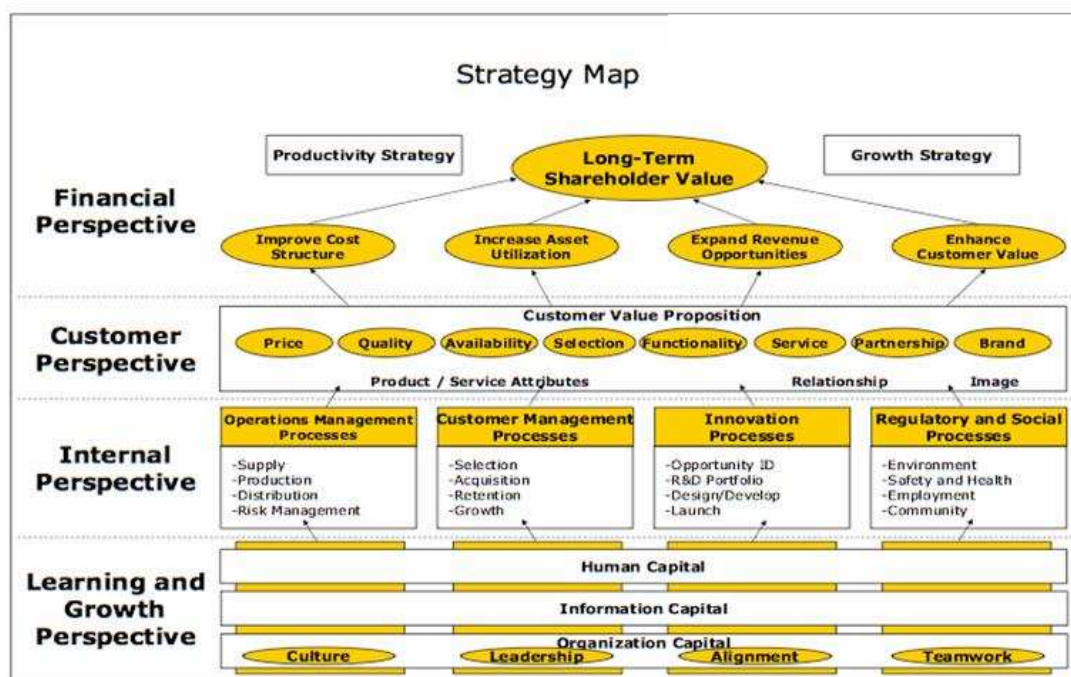 Strategy Map
Productivity Strategy
Long-Term
Shareholder Value
Growth Strategy
Financial
Perspective
Improve Cost
Structure
Increase Asset
Utilization
Expand Revenue
Opportunities
Enhance
Customer Value
Customer
Perspective
Customer Value Proposition
Price
Quality
Availability
Selection
Functionality
Service
Partnership
Brand
Product / Service Attributes
Relationship
Image
Internal
Perspective
Operations Management
Processes
-Supply
-Production
-Distribution
-Risk Management
Customer Management
Processes
-Selection
-Acquisition
-Retention
-Growth
Innovation
Processes
-Opportunity ID
-R&D Portfolio
-Design/Develop
-Launch
Regulatory and Social
Processes
-Environment
-Safety and Health
-Employment
-Community
Learning and
Growth
Perspective
Human Capital
Information Capital
Organization Capital
Culture
Leadership
Alignment
Teamwork